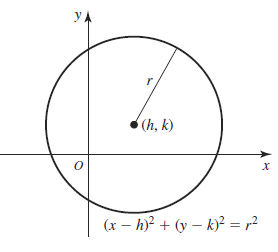 y
r
(h, k)
O
x
(x − h)² + (y − k)² = r²